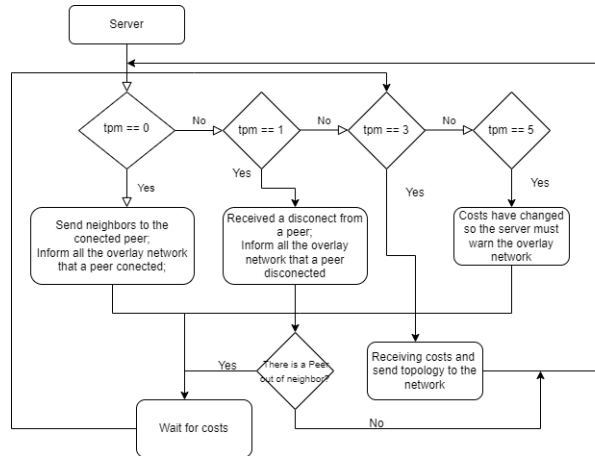 Server
tpm == 0
No
tpm == 1
No
tpm == 3
No
tpm == 5
Yes
Yes
Yes
Yes
Send neighbors to the
conected peer;
Inform all the overlay network
that a peer conected;
Received a disconect from
a peer;
Inform all the overlay
network that a peer
disconected
Costs have changed
so the server must
warn the overlay
network
Yes
There is a Peer
out of neighbor?
Receiving costs and
send topology to the
network
Wait for costs
No